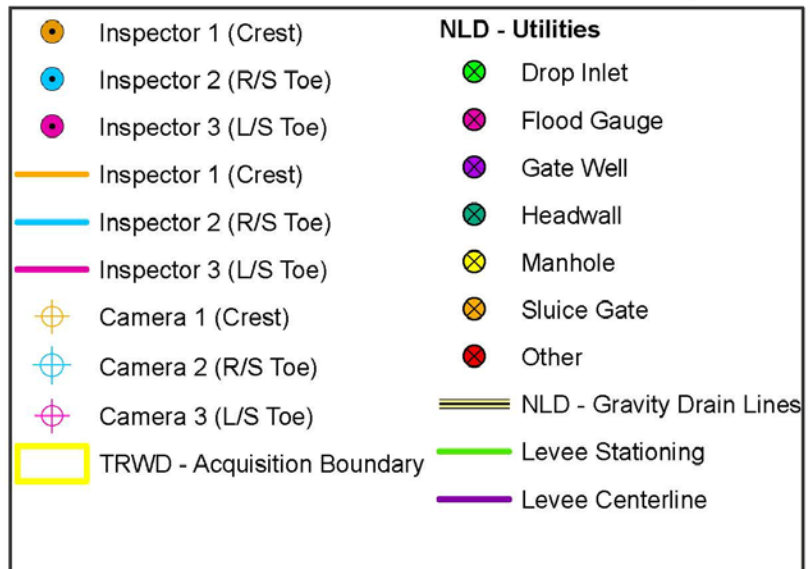 Inspector 1 (Crest)
Inspector 2 (R/S Toe)
Inspector 3 (L/S Toe)
Inspector 1 (Crest)
Inspector 2 (R/S Toe)
Inspector 3 (L/S Toe)
Camera 1 (Crest)
Camera 2 (R/S Toe)
Camera 3 (L/S Toe)
TRWD - Acquisition Boundary
NLD - Utilities
Drop Inlet
Flood Gauge
Gate Well
Headwall
Manhole
Sluice Gate
Other
NLD - Gravity Drain Lines
Levee Stationing
Levee Centerline